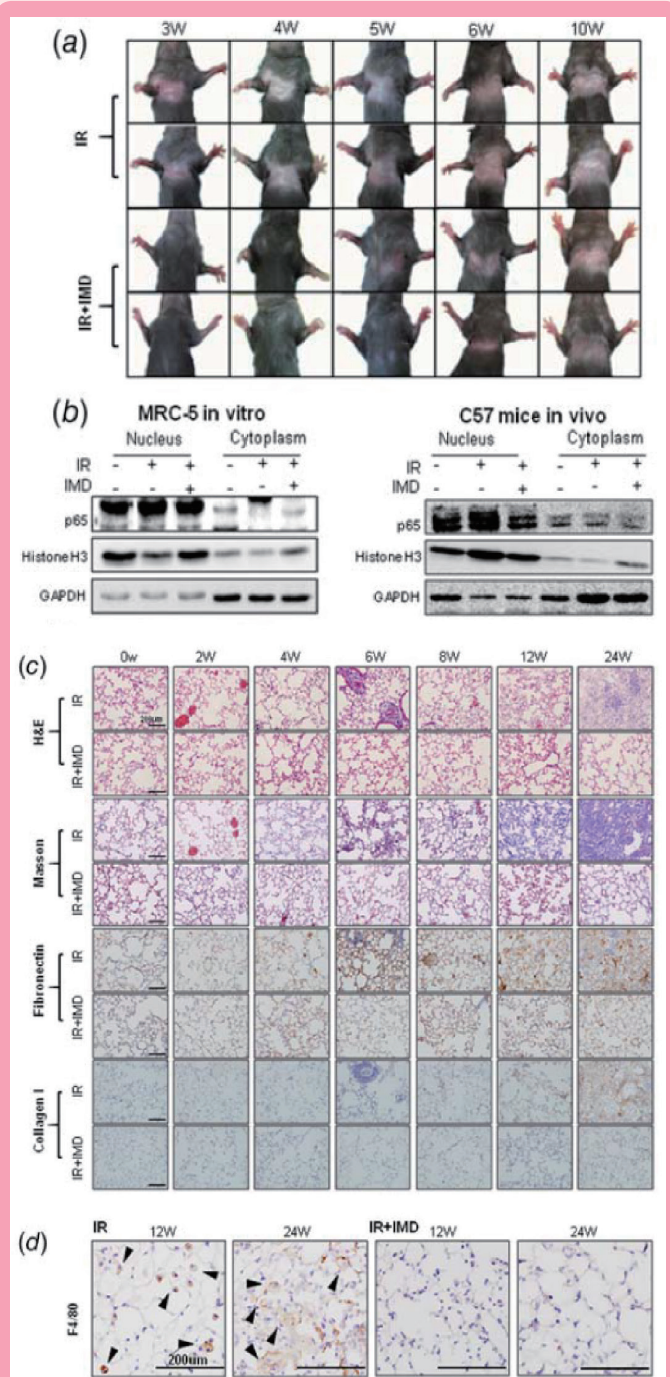 (a)
3W 4W 5W 6W 10W
IR
IR+IMD
(b)
MRC-5 in vitro
Nucleus Cytoplasm
IR - + + - + +
IMD - - + - - +
p65
Histone H3
GAPDH
C57 mice in vivo
Nucleus Cytoplasm
- + + - + + IR
- - + - - + IMD
p65
Histone H3
GAPDH
(c)
0w 2W 4W 6W 8W 12W 24W
H&E
IR
200um
IR+IMD
Masson
IR
IR+IMD
Fibronectin
IR
IR+IMD
Collagen I
IR
IR+IMD
(d)
IR
12W 24W
IR+IMD
12W 24W
F4/80
200um